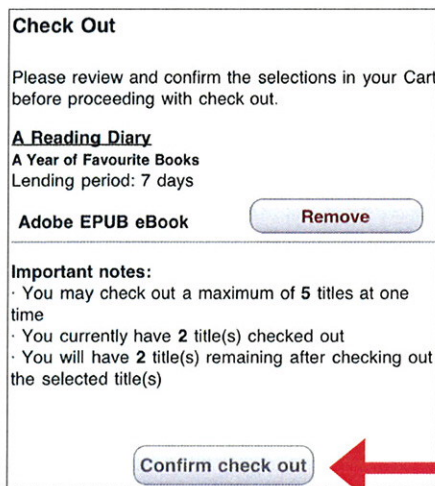 Check Out
Please review and confirm the selections in your Cart
before proceeding with check out.
A Reading Diary
A Year of Favourite Books
Lending period: 7 days
Adobe EPUB eBook
Remove
Important notes:
· You may check out a maximum of 5 titles at one
time
· You currently have 2 title(s) checked out
· You will have 2 title(s) remaining after checking out
the selected title(s)
Confirm check out